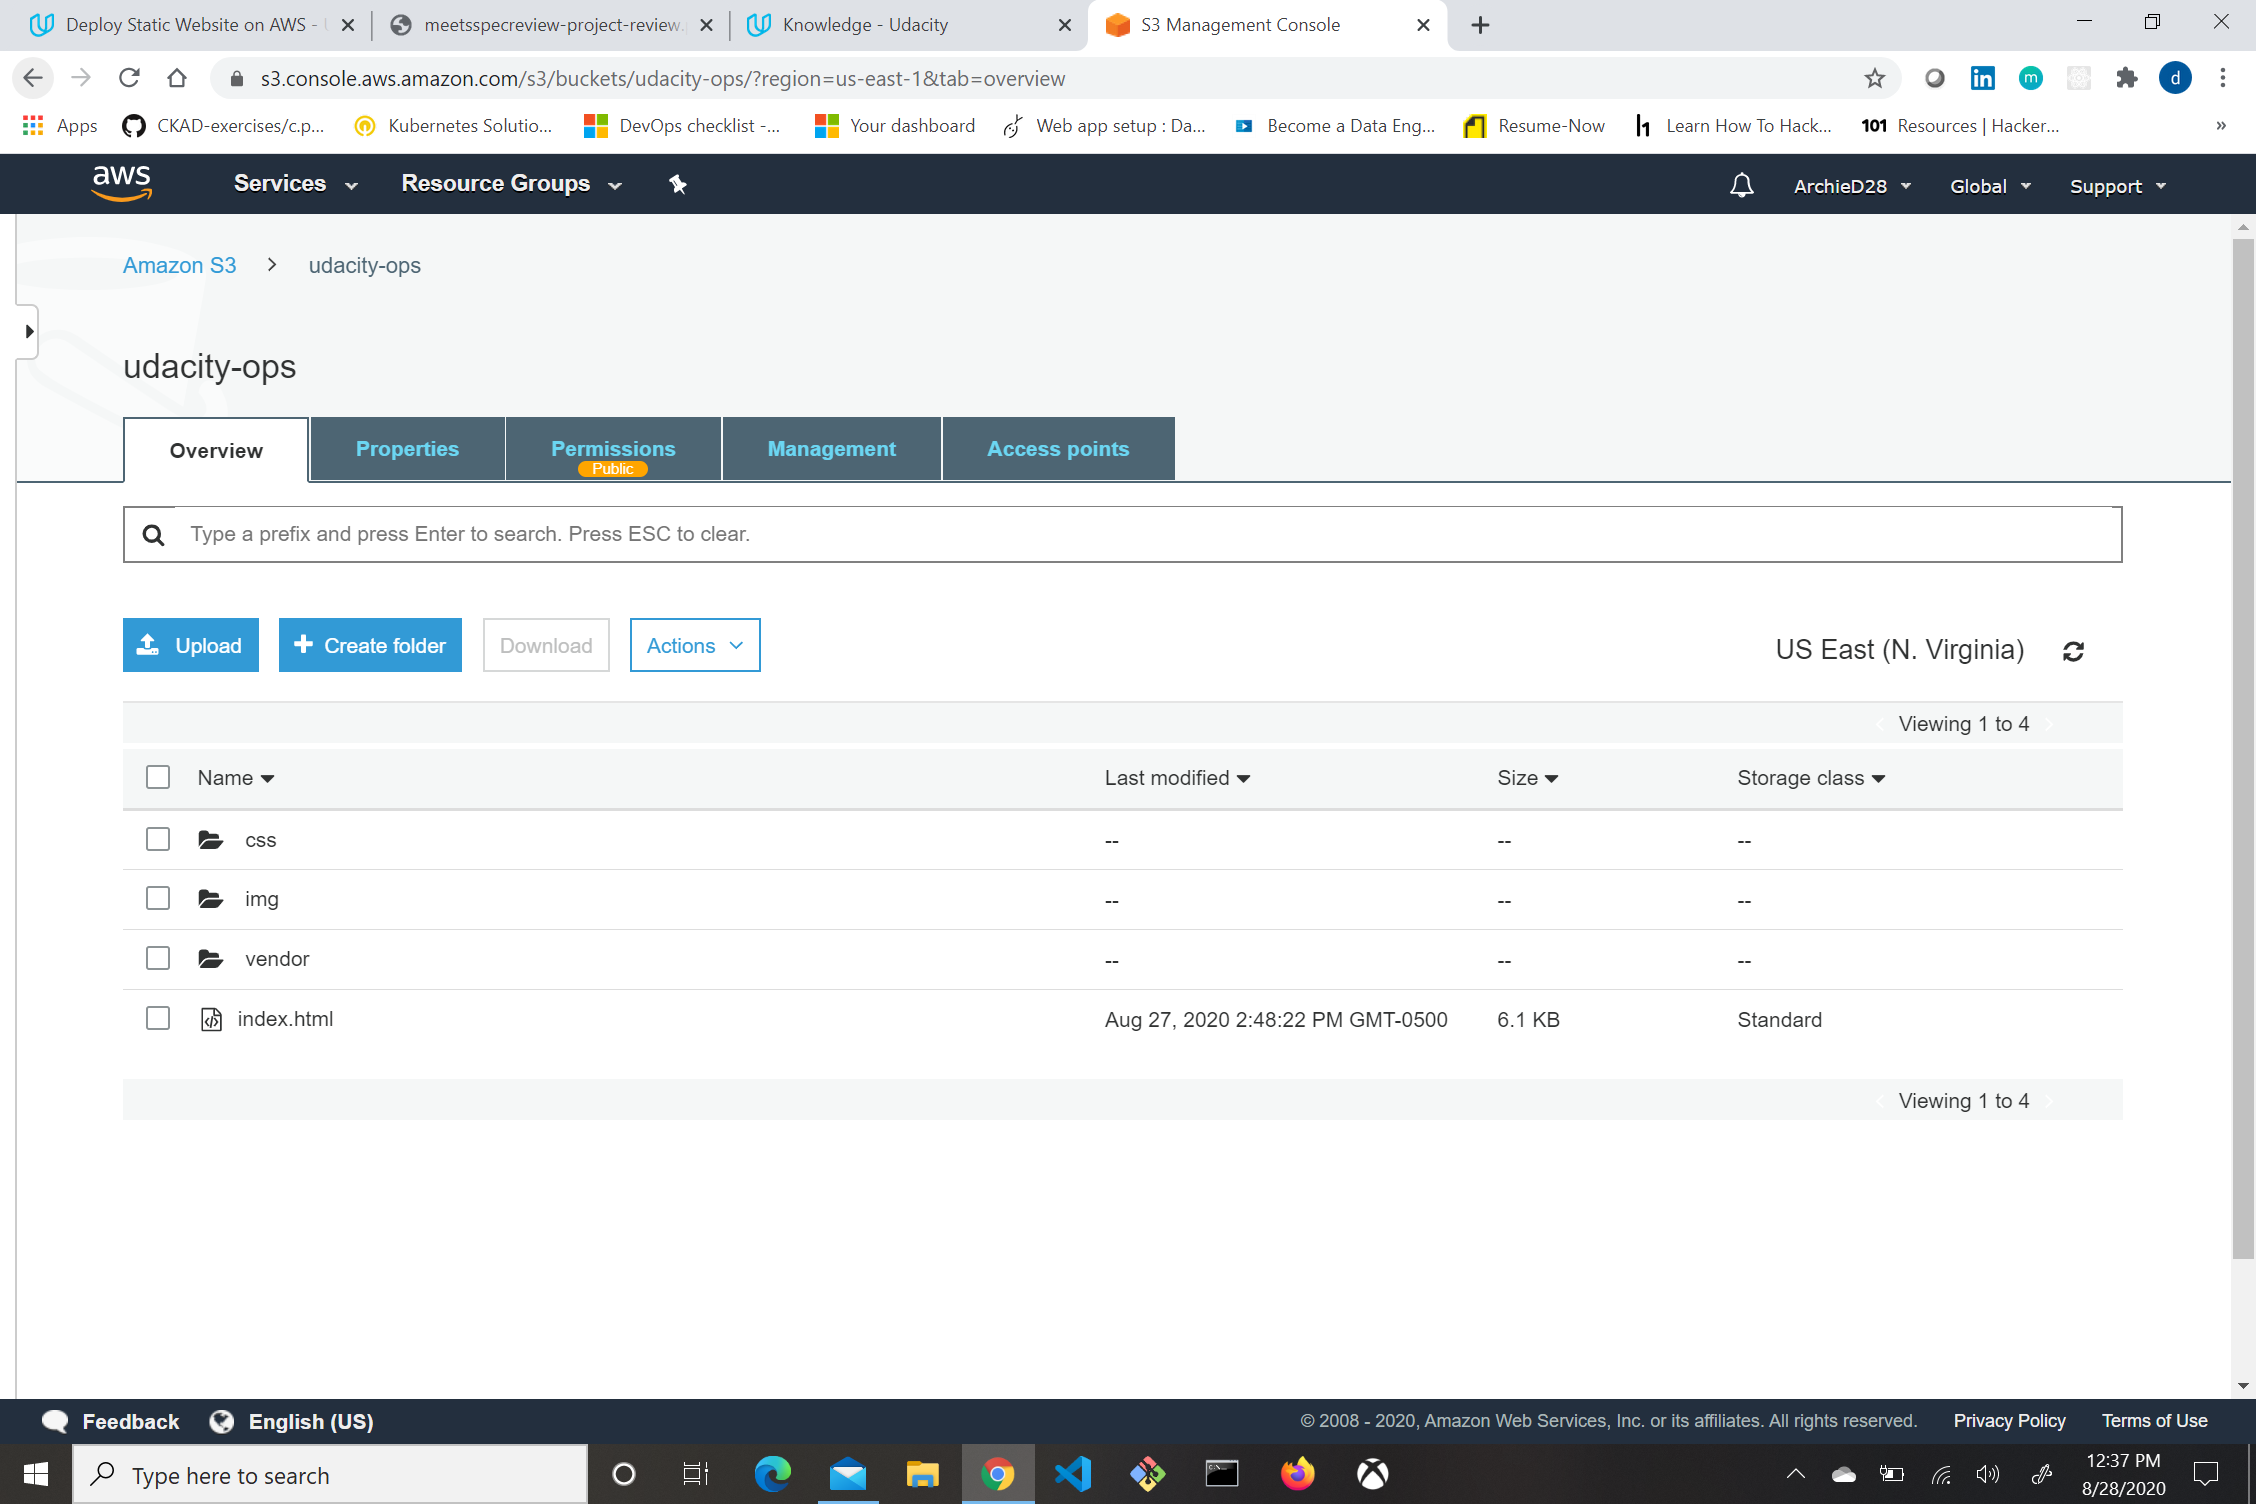 Deploy Static Website on AWS -
meetsspecreview-project-review.
Knowledge - Udacity
S3 Management Console
s3.console.aws.amazon.com/s3/buckets/udacity-ops/?region=us-east-1&tab=overview
m
d
Apps
CKAD-exercises/c.p...
Kubernetes Solutio...
DevOps checklist -...
Your dashboard
Web app setup : Da...
Become a Data Eng...
Resume-Now
Learn How To Hack...
101 Resources | Hacker...
»
aws
Services
Resource Groups
ArchieD28
Global
Support
Amazon S3 > udacity-ops
udacity-ops
Overview
Properties
Permissions
Public
Management
Access points
Type a prefix and press Enter to search. Press ESC to clear.
Upload
+ Create folder
Download
Actions
US East (N. Virginia)
Viewing 1 to 4
Name Last modified Size Storage class
css -- -- --
img -- -- --
vendor -- -- --
index.html Aug 27, 2020 2:48:22 PM GMT-0500 6.1 KB Standard
Viewing 1 to 4
Feedback
English (US)
© 2008 - 2020, Amazon Web Services, Inc. or its affiliates. All rights reserved.
Privacy Policy
Terms of Use
Type here to search
12:37 PM
8/28/2020